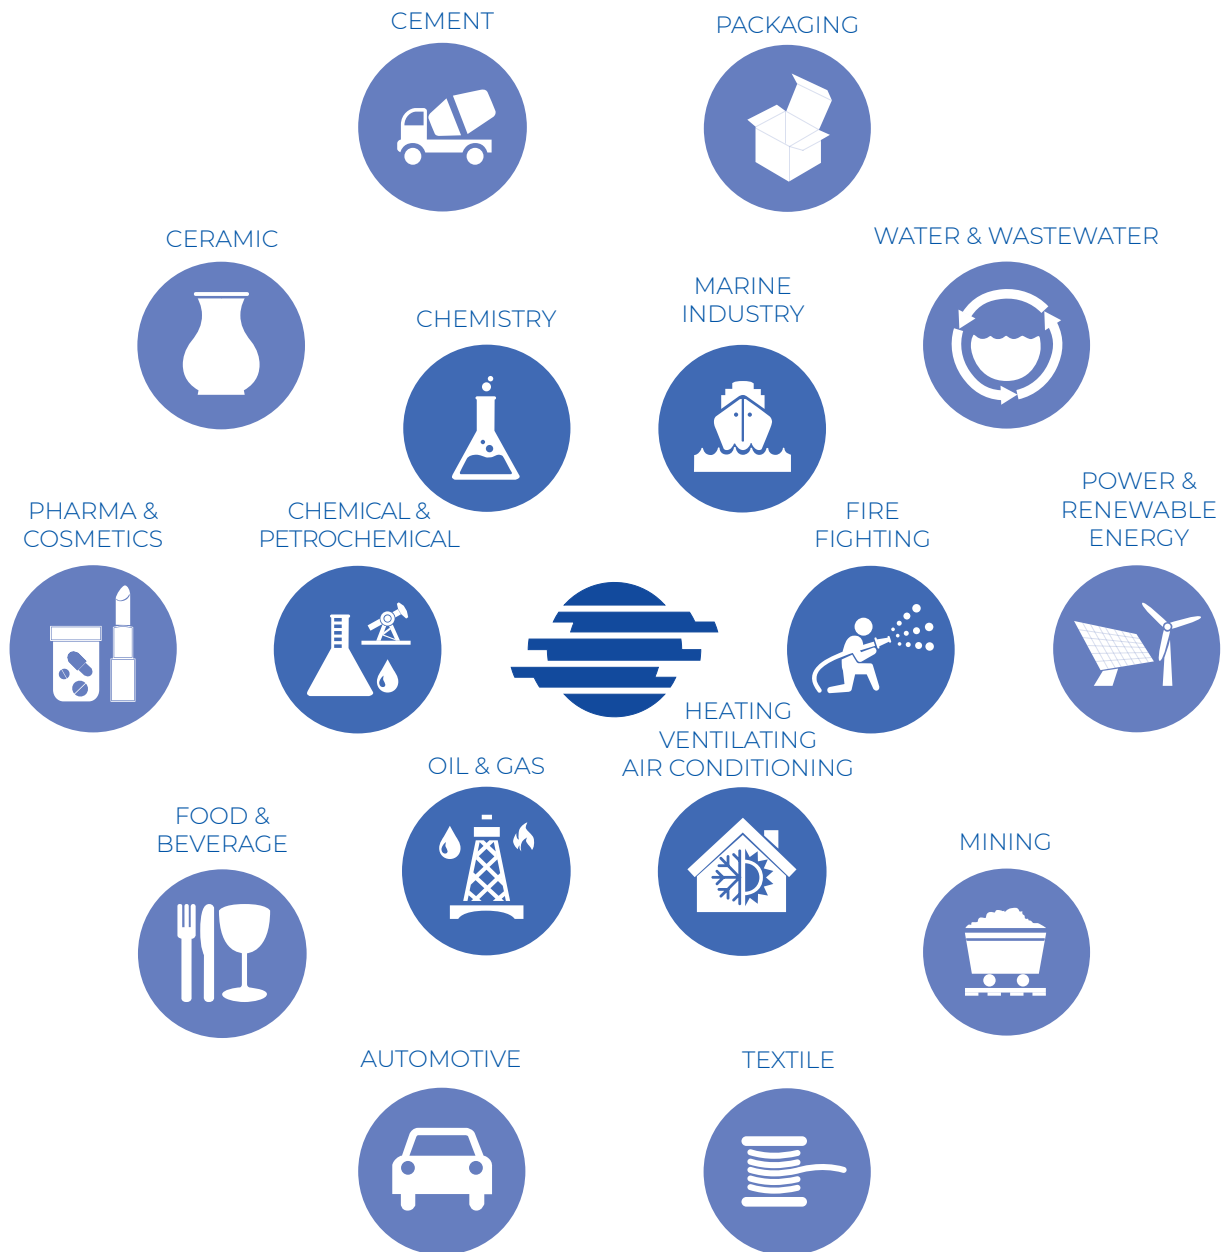 CEMENT
PACKAGING
CERAMIC
WATER & WASTEWATER
CHEMISTRY
MARINE
INDUSTRY
PHARMA &
COSMETICS
CHEMICAL &
PETROCHEMICAL
FIRE
FIGHTING
POWER &
RENEWABLE
ENERGY
OIL & GAS
HEATING
VENTILATING
AIR CONDITIONING
FOOD &
BEVERAGE
MINING
AUTOMOTIVE
TEXTILE